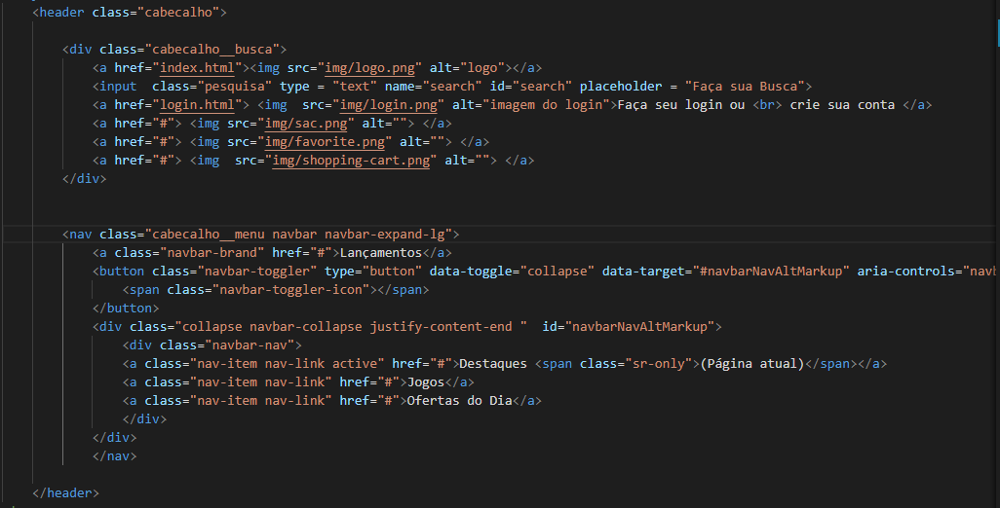 <header class="cabecalho">
<div class="cabecalho__busca">
<a href="index.html"><img src="img/logo.png" alt="logo"></a>
<input  class="pesquisa" type = "text" name="search" id="search" placeholder = "Faça sua Busca">
<a href="login.html"> <img  src="img/login.png" alt="imagem do login">Faça seu login ou <br> crie sua conta </a>
<a href="#"> <img src="img/sac.png" alt=""> </a>
<a href="#"> <img src="img/favorite.png" alt=""> </a>
<a href="#"> <img  src="img/shopping-cart.png" alt=""> </a>
</div>
<nav class="cabecalho__menu navbar navbar-expand-lg">
<a class="navbar-brand" href="#">Lançamentos</a>
<button class="navbar-toggler" type="button" data-toggle="collapse" data-target="#navbarNavAltMarkup" aria-controls="navb
<span class="navbar-toggler-icon"></span>
</button>
<div class="collapse navbar-collapse justify-content-end "  id="navbarNavAltMarkup">
<div class="navbar-nav">
<a class="nav-item nav-link active" href="#">Destaques <span class="sr-only">(Página atual)</span></a>
<a class="nav-item nav-link" href="#">Jogos</a>
<a class="nav-item nav-link" href="#">Ofertas do Dia</a>
</div>
</div>
</nav>
</header>